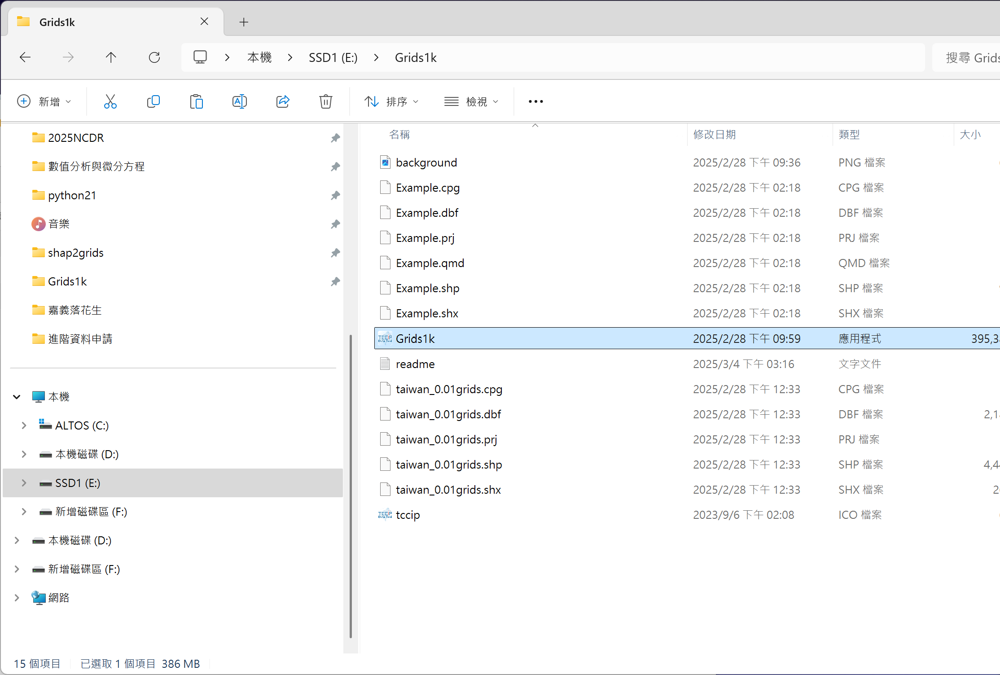 Grids1k
本機 SSD1 (E:) Grids1k 搜尋 Grids
新增 排序 檢視
2025NCDR
數值分析與微分方程
python21
音樂
shap2grids
Grids1k
嘉義落花生
進階資料申請
本機
ALTOS (C:)
本機磁碟 (D:)
SSD1 (E:)
新增磁碟區 (F:)
本機磁碟 (D:)
新增磁碟區 (F:)
網路
名稱 修改日期 類型 大小
background 2025/2/28 下午 09:36 PNG 檔案
Example.cpg 2025/2/28 下午 02:18 CPG 檔案
Example.dbf 2025/2/28 下午 02:18 DBF 檔案
Example.prj 2025/2/28 下午 02:18 PRJ 檔案
Example.qmd 2025/2/28 下午 02:18 QMD 檔案
Example.shp 2025/2/28 下午 02:18 SHP 檔案
Example.shx 2025/2/28 下午 02:18 SHX 檔案
Grids1k 2025/2/28 下午 09:59 應用程式 395,3
readme 2025/3/4 下午 03:16 文字文件
taiwan_0.01grids.cpg 2025/2/28 下午 12:33 CPG 檔案
taiwan_0.01grids.dbf 2025/2/28 下午 12:33 DBF 檔案 2,1
taiwan_0.01grids.prj 2025/2/28 下午 12:33 PRJ 檔案
taiwan_0.01grids.shp 2025/2/28 下午 12:33 SHP 檔案 4,4
taiwan_0.01grids.shx 2025/2/28 下午 12:33 SHX 檔案 2
tccip 2023/9/6 下午 02:08 ICO 檔案
15 個項目 已選取 1 個項目 386 MB